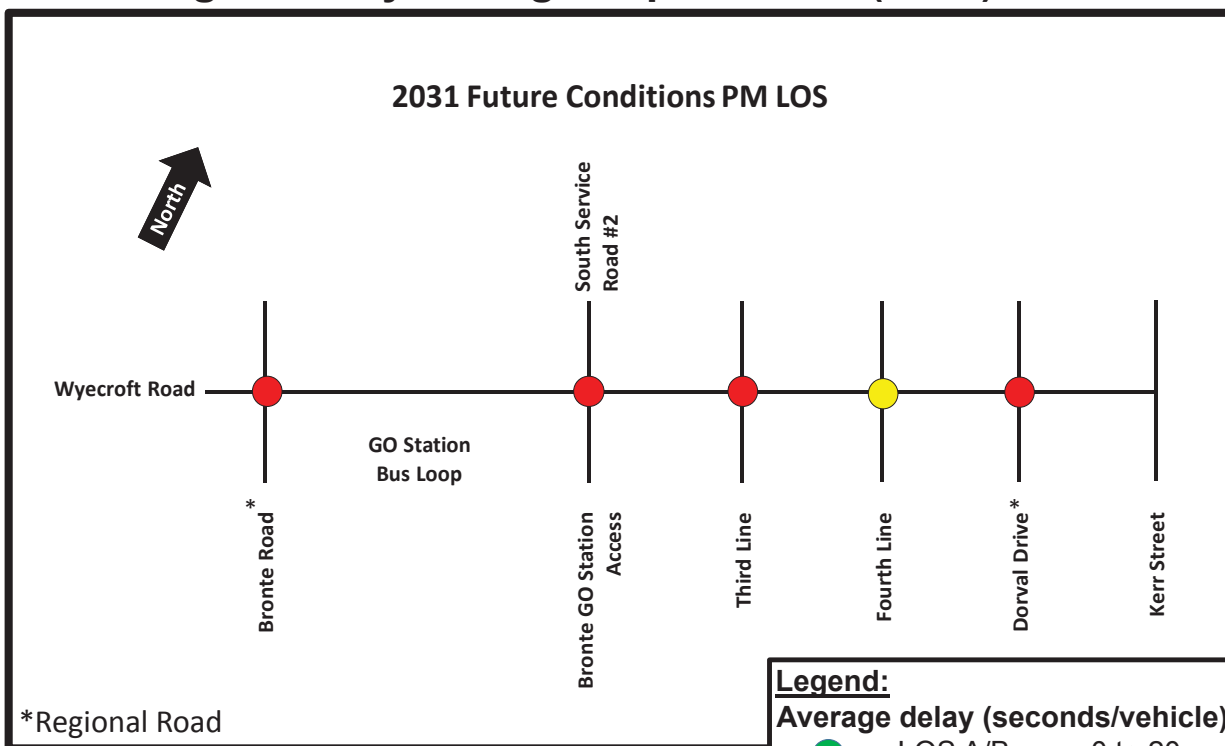 2031 Future Conditions PM LOS
North
South Service
Road #2
Wyecroft Road
GO Station
Bus Loop
Bronte Road*
Bronte GO Station
Access
Third Line
Fourth Line
Dorval Drive*
Kerr Street
*Regional Road
Legend:
Average delay (seconds/vehicle)